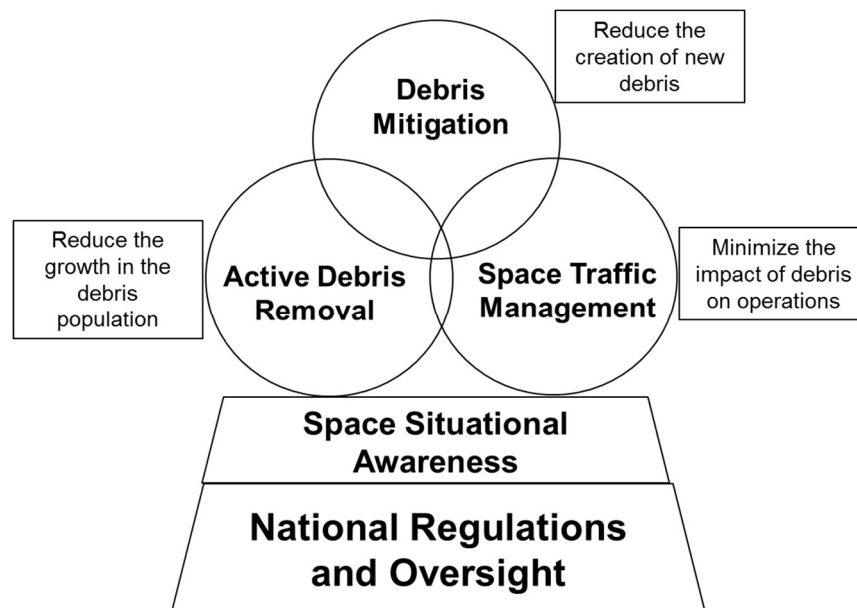 Reduce the
creation of new
debris
Debris
Mitigation
Reduce the
growth in the
debris
population
Active Debris
Removal
Space Traffic
Management
Minimize the
impact of debris
on operations
Space Situational
Awareness
National Regulations
and Oversight